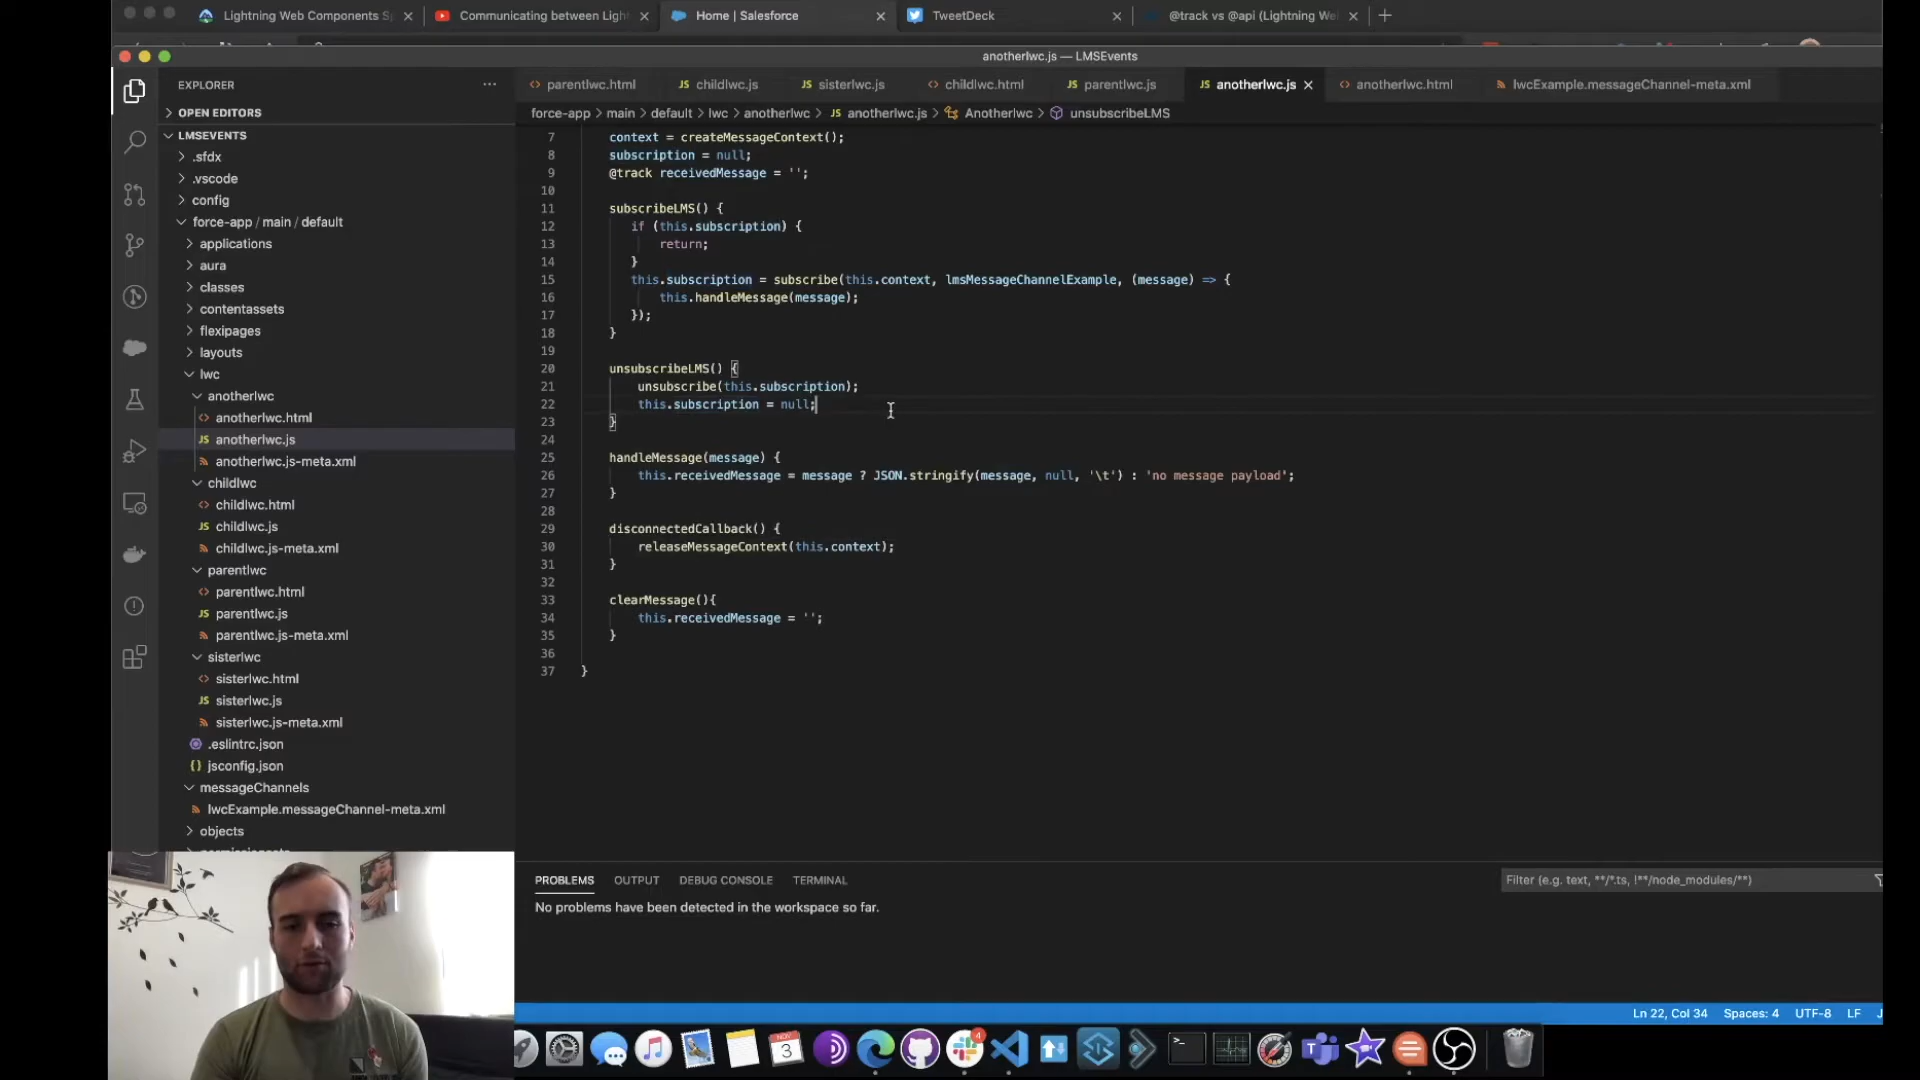 Lightning Web Components S
Communicating between Light
Home | Salesforce
TweetDeck
@track vs @api (Lightning We
anotherlwc.js — LMSEvents
EXPLORER
OPEN EDITORS
LMSEVENTS
.sfdx
.vscode
config
force-app / main / default
applications
aura
classes
contentassets
flexipages
layouts
lwc
anotherlwc
anotherlwc.html
anotherlwc.js
anotherlwc.js-meta.xml
childlwc
childlwc.html
childlwc.js
childlwc.js-meta.xml
parentlwc
parentlwc.html
parentlwc.js
parentlwc.js-meta.xml
sisterlwc
sisterlwc.html
sisterlwc.js
sisterlwc.js-meta.xml
.eslintrc.json
jsconfig.json
messageChannels
lwcExample.messageChannel-meta.xml
objects
parentlwc.html
childlwc.js
sisterlwc.js
childlwc.html
parentlwc.js
anotherlwc.js
anotherlwc.html
lwcExample.messageChannel-meta.xml
force-app > main > default > lwc > anotherlwc > JS anotherlwc.js > Anotherlwc > unsubscribeLMS
7 context = createMessageContext();
8 subscription = null;
9 @track receivedMessage = '';
10
11 subscribeLMS() {
12 if (this.subscription) {
13 return;
14 }
15 this.subscription = subscribe(this.context, lmsMessageChannelExample, (message) => {
16 this.handleMessage(message);
17 });
18 }
19
20 unsubscribeLMS() {
21 unsubscribe(this.subscription);
22 this.subscription = null;
23 }
24
25 handleMessage(message) {
26 this.receivedMessage = message ? JSON.stringify(message, null, '\t') : 'no message payload';
27 }
28
29 disconnectedCallback() {
30 releaseMessageContext(this.context);
31 }
32
33 clearMessage(){
34 this.receivedMessage = '';
35 }
36
37 }
PROBLEMS OUTPUT DEBUG CONSOLE TERMINAL
Filter (e.g. text, **/*.ts, !**/node_modules/**)
No problems have been detected in the workspace so far.
Ln 22, Col 34 Spaces: 4 UTF-8 LF
NOV
3
4